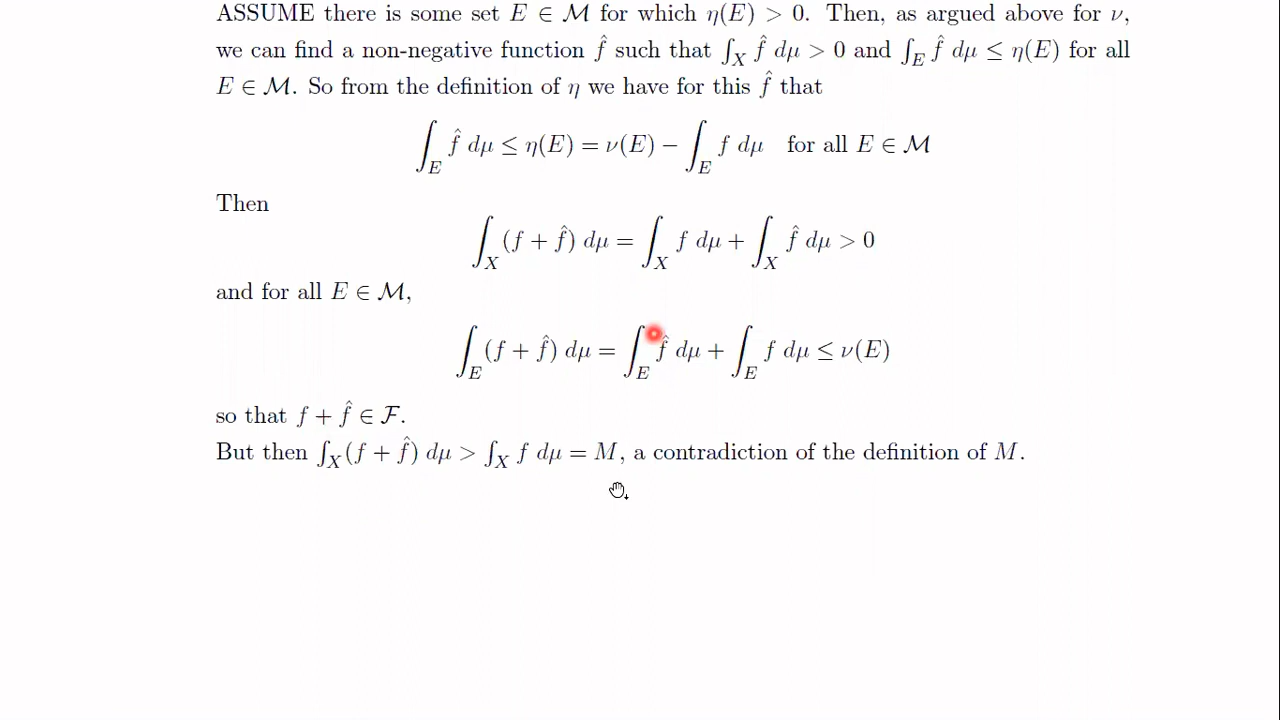 ASSUME there is some set E ∈ ℳ for which η(E) > 0. Then, as argued above for ν,
we can find a non-negative function f̂ such that ∫_X f̂ dμ > 0 and ∫_E f̂ dμ ≤ η(E) for all
E ∈ ℳ. So from the definition of η we have for this f̂ that
∫_E f̂ dμ ≤ η(E) = ν(E) − ∫_E f dμ for all E ∈ ℳ
Then
∫_X (f + f̂) dμ = ∫_X f dμ + ∫_X f̂ dμ > 0
and for all E ∈ ℳ,
∫_E (f + f̂) dμ = ∫_E f̂ dμ + ∫_E f dμ ≤ ν(E)
so that f + f̂ ∈ ℱ.
But then ∫_X (f + f̂) dμ > ∫_X f dμ = M, a contradiction of the definition of M.